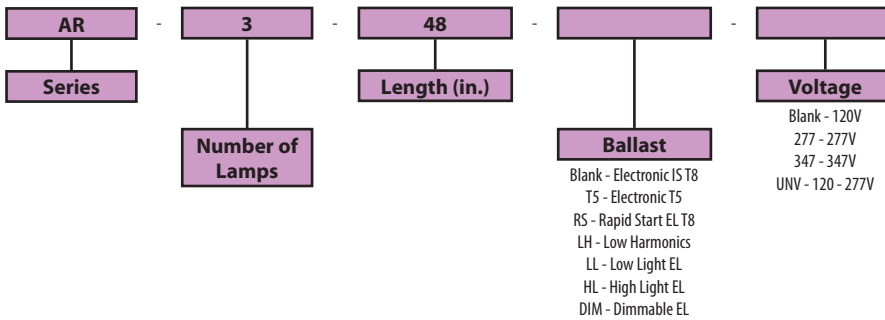 AR - 3 - 48 - -
Series
Length (in.)
Voltage
Blank - 120V
277 - 277V
347 - 347V
UNV - 120 - 277V
Number of
Lamps
Ballast
Blank - Electronic IS T8
T5 - Electronic T5
RS - Rapid Start EL T8
LH - Low Harmonics
LL - Low Light EL
HL - High Light EL
DIM - Dimmable EL